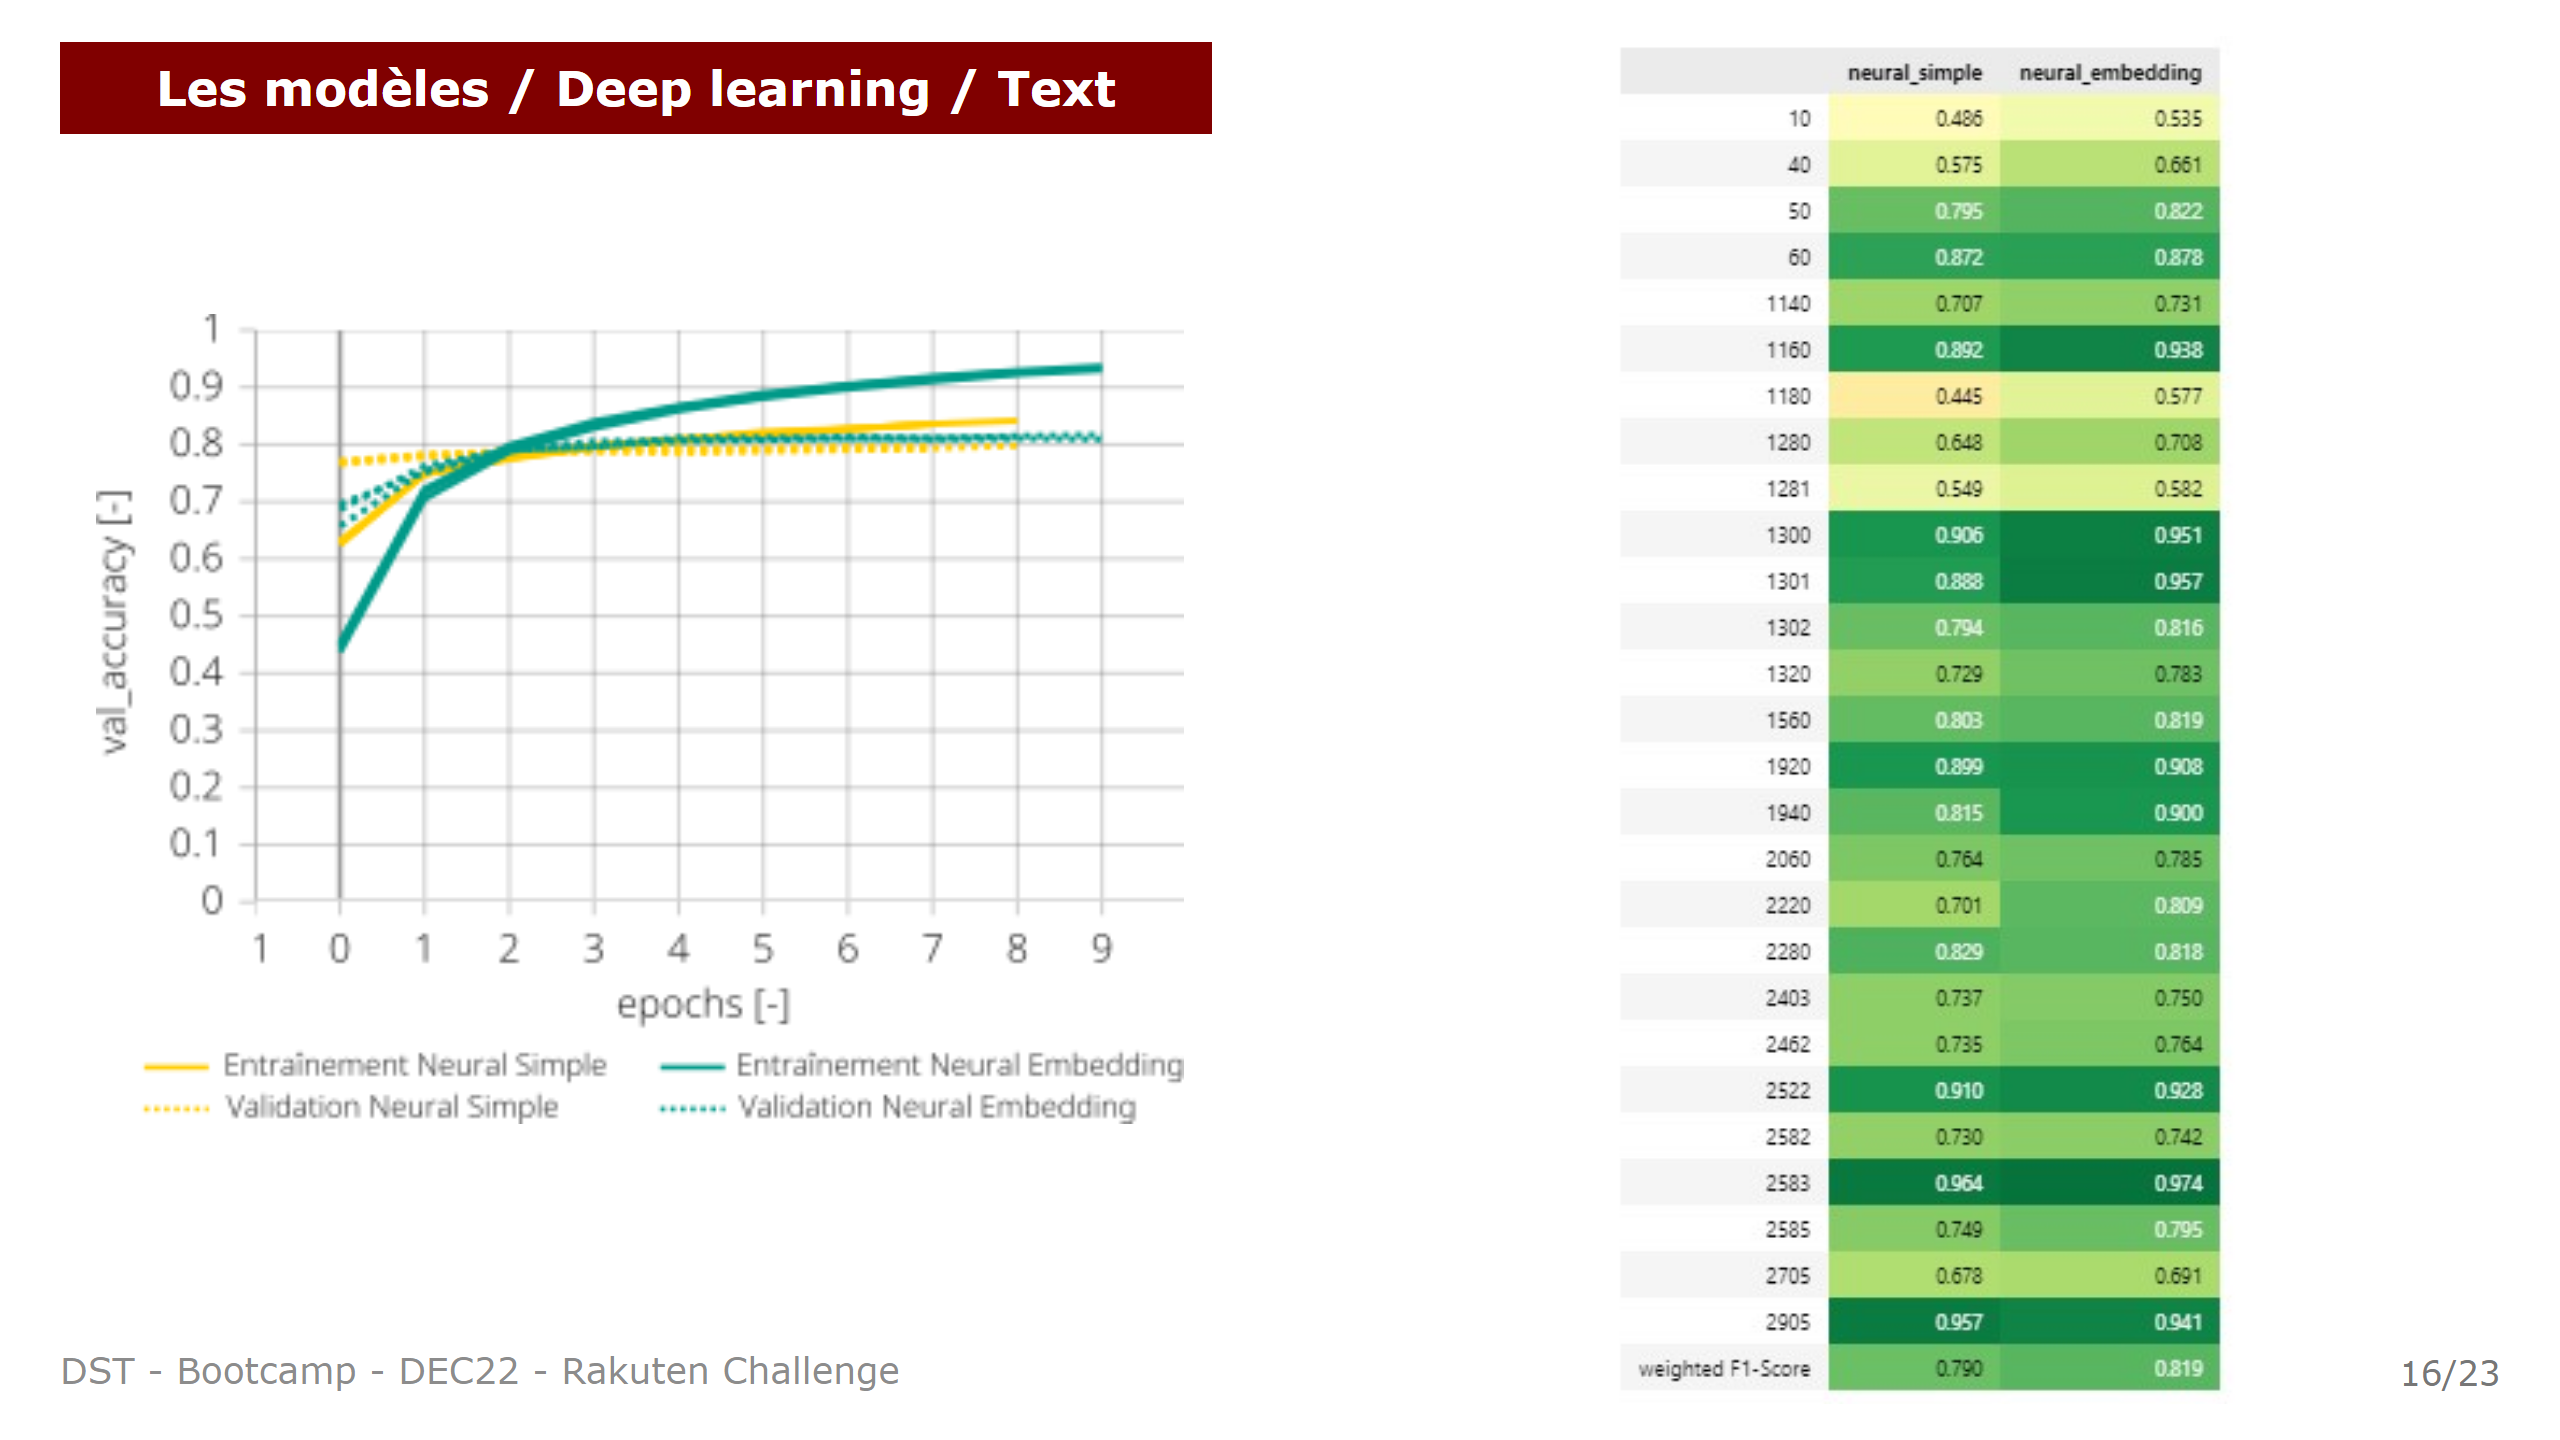 Les modèles / Deep learning / Text
1
0.9
0.8
0.7
0.6
0.5
0.4
0.3
0.2
0.1
0
val_accuracy [-]
1 0 1 2 3 4 5 6 7 8 9
epochs [-]
Entraînement Neural Simple Entraînement Neural Embedding
Validation Neural Simple Validation Neural Embedding
neural_simple neural_embedding
10 0.486 0.535
40 0.575 0.661
50 0.795 0.822
60 0.872 0.878
1140 0.707 0.731
1160 0.892 0.938
1180 0.445 0.577
1280 0.648 0.708
1281 0.549 0.582
1300 0.906 0.951
1301 0.888 0.957
1302 0.794 0.816
1320 0.729 0.783
1560 0.803 0.819
1920 0.899 0.908
1940 0.815 0.900
2060 0.764 0.785
2220 0.701 0.809
2280 0.829 0.818
2403 0.737 0.750
2462 0.735 0.764
2522 0.910 0.928
2582 0.730 0.742
2583 0.964 0.974
2585 0.749 0.795
2705 0.678 0.691
2905 0.957 0.941
weighted F1-Score 0.790 0.819
DST - Bootcamp - DEC22 - Rakuten Challenge
16/23